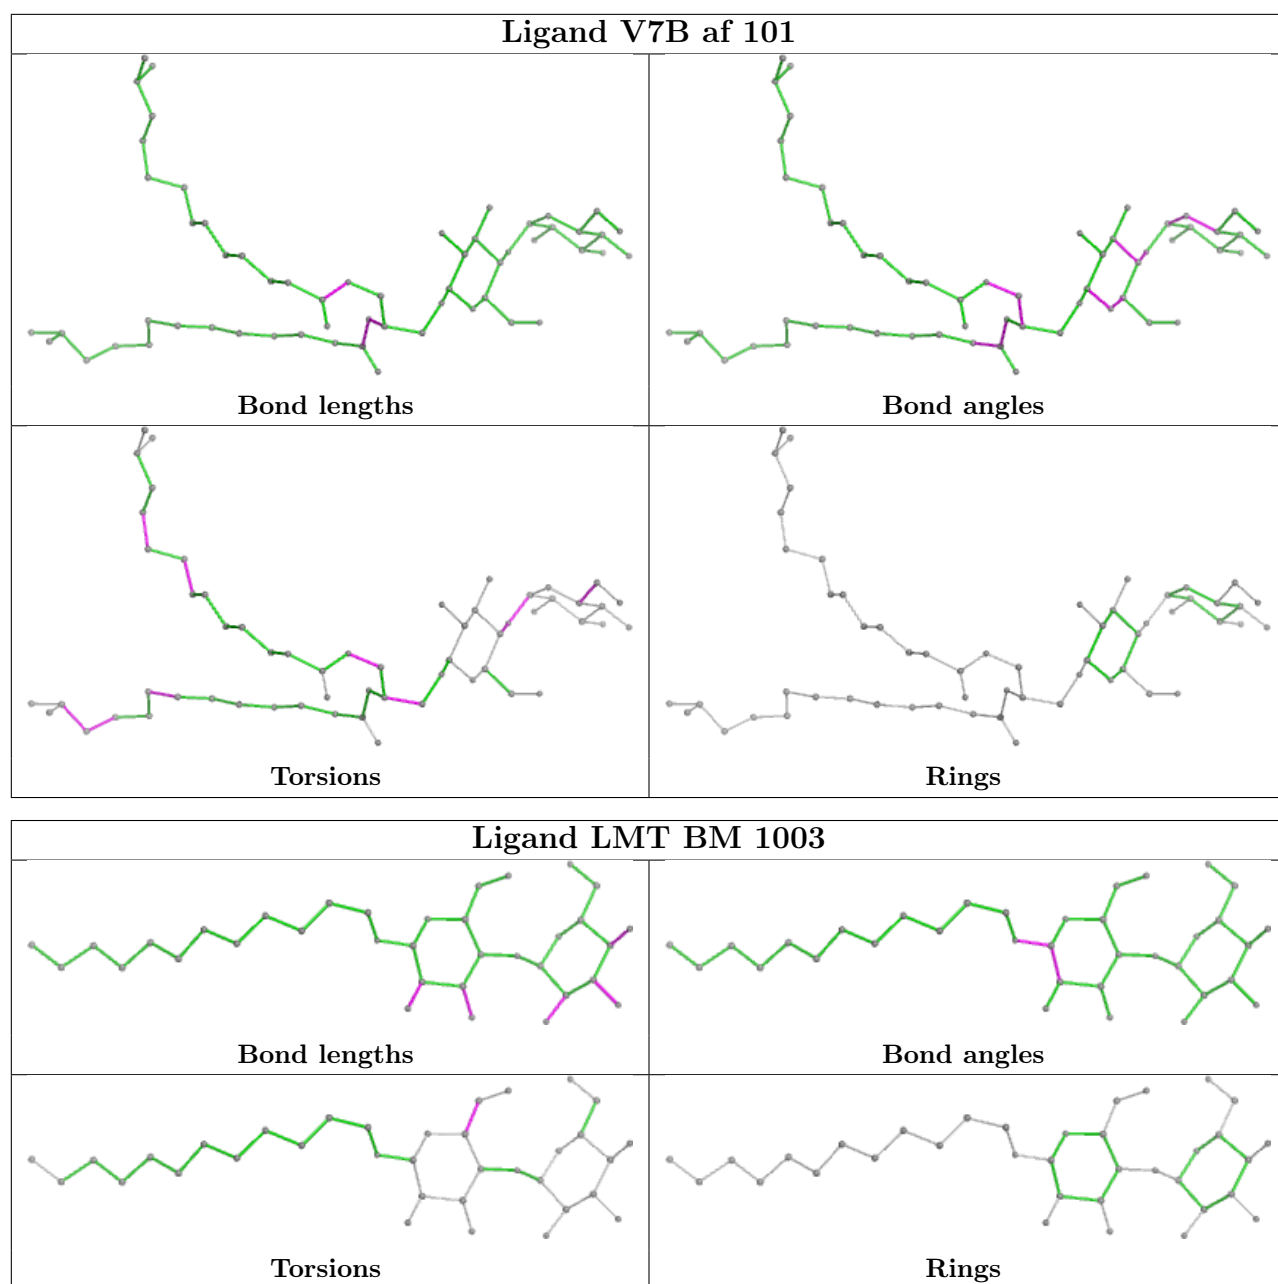 Ligand V7B af 101
Bond lengths
Bond angles
Torsions
Rings
Ligand LMT BM 1003
Bond lengths
Bond angles
Torsions
Rings